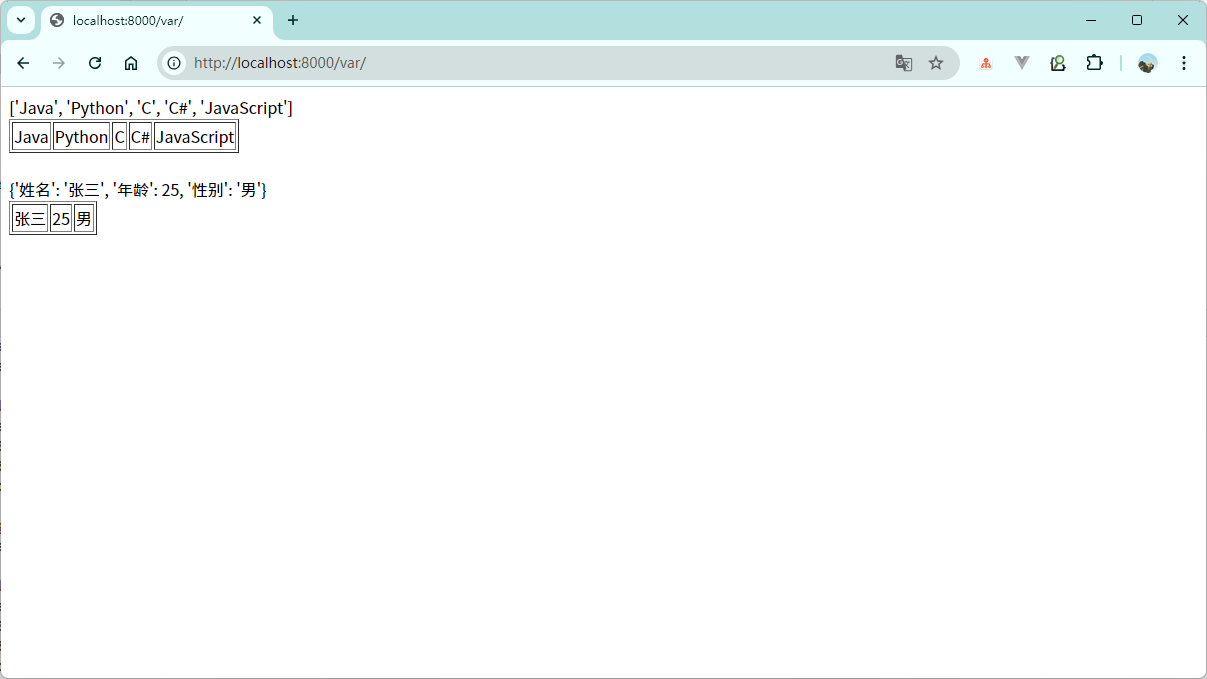 localhost:8000/var/
http://localhost:8000/var/
['Java', 'Python', 'C', 'C#', 'JavaScript']
Java Python C C# JavaScript
{'姓名': '张三', '年龄': 25, '性别': '男'}
张三 25 男